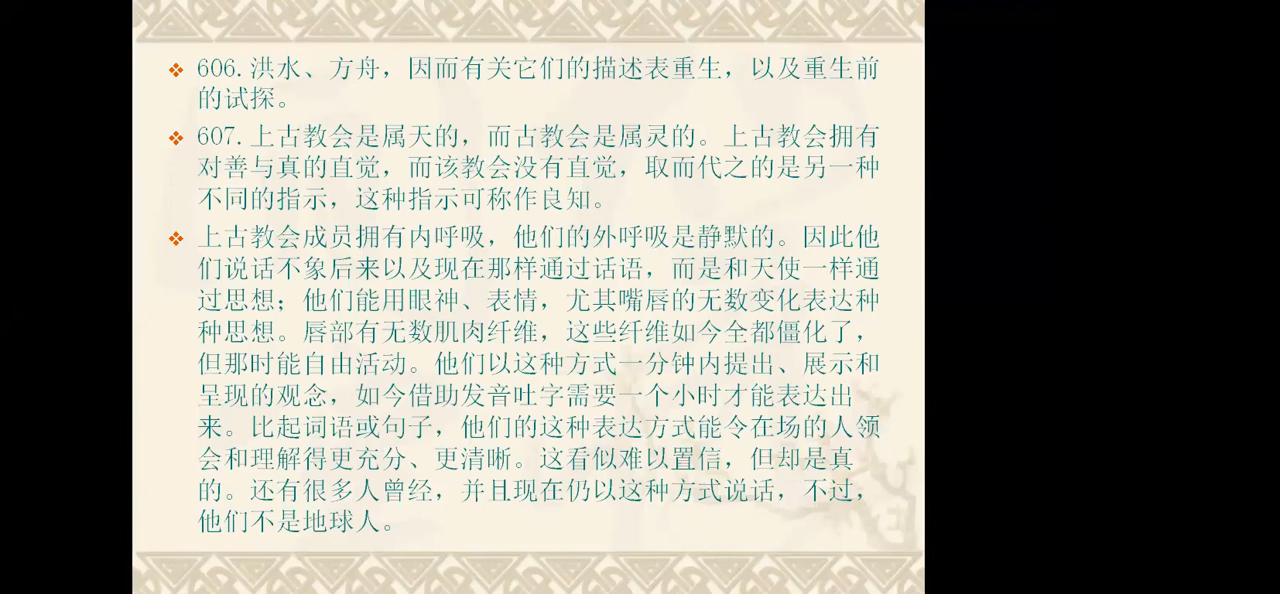 606. 洪水、方舟，因而有关它们的描述表重生，以及重生前
的试探。
607. 上古教会是属天的，而古教会是属灵的。上古教会拥有
对善与真的直觉，而该教会没有直觉，取而代之的是另一种
不同的指示，这种指示可称作良知。
上古教会成员拥有内呼吸，他们的外呼吸是静默的。因此他
们说话不象后来以及现在那样通过话语，而是和天使一样通
过思想；他们能用眼神、表情，尤其嘴唇的无数变化表达种
种思想。唇部有无数肌肉纤维，这些纤维如今全都僵化了，
但那时能自由活动。他们以这种方式一分钟内提出、展示和
呈现的观念，如今借助发音吐字需要一个小时才能表达出
来。比起词语或句子，他们的这种表达方式能令在场的人领
会和理解得更充分、更清晰。这看似难以置信，但却是真
的。还有很多人曾经，并且现在仍以这种方式说话，不过，
他们不是地球人。